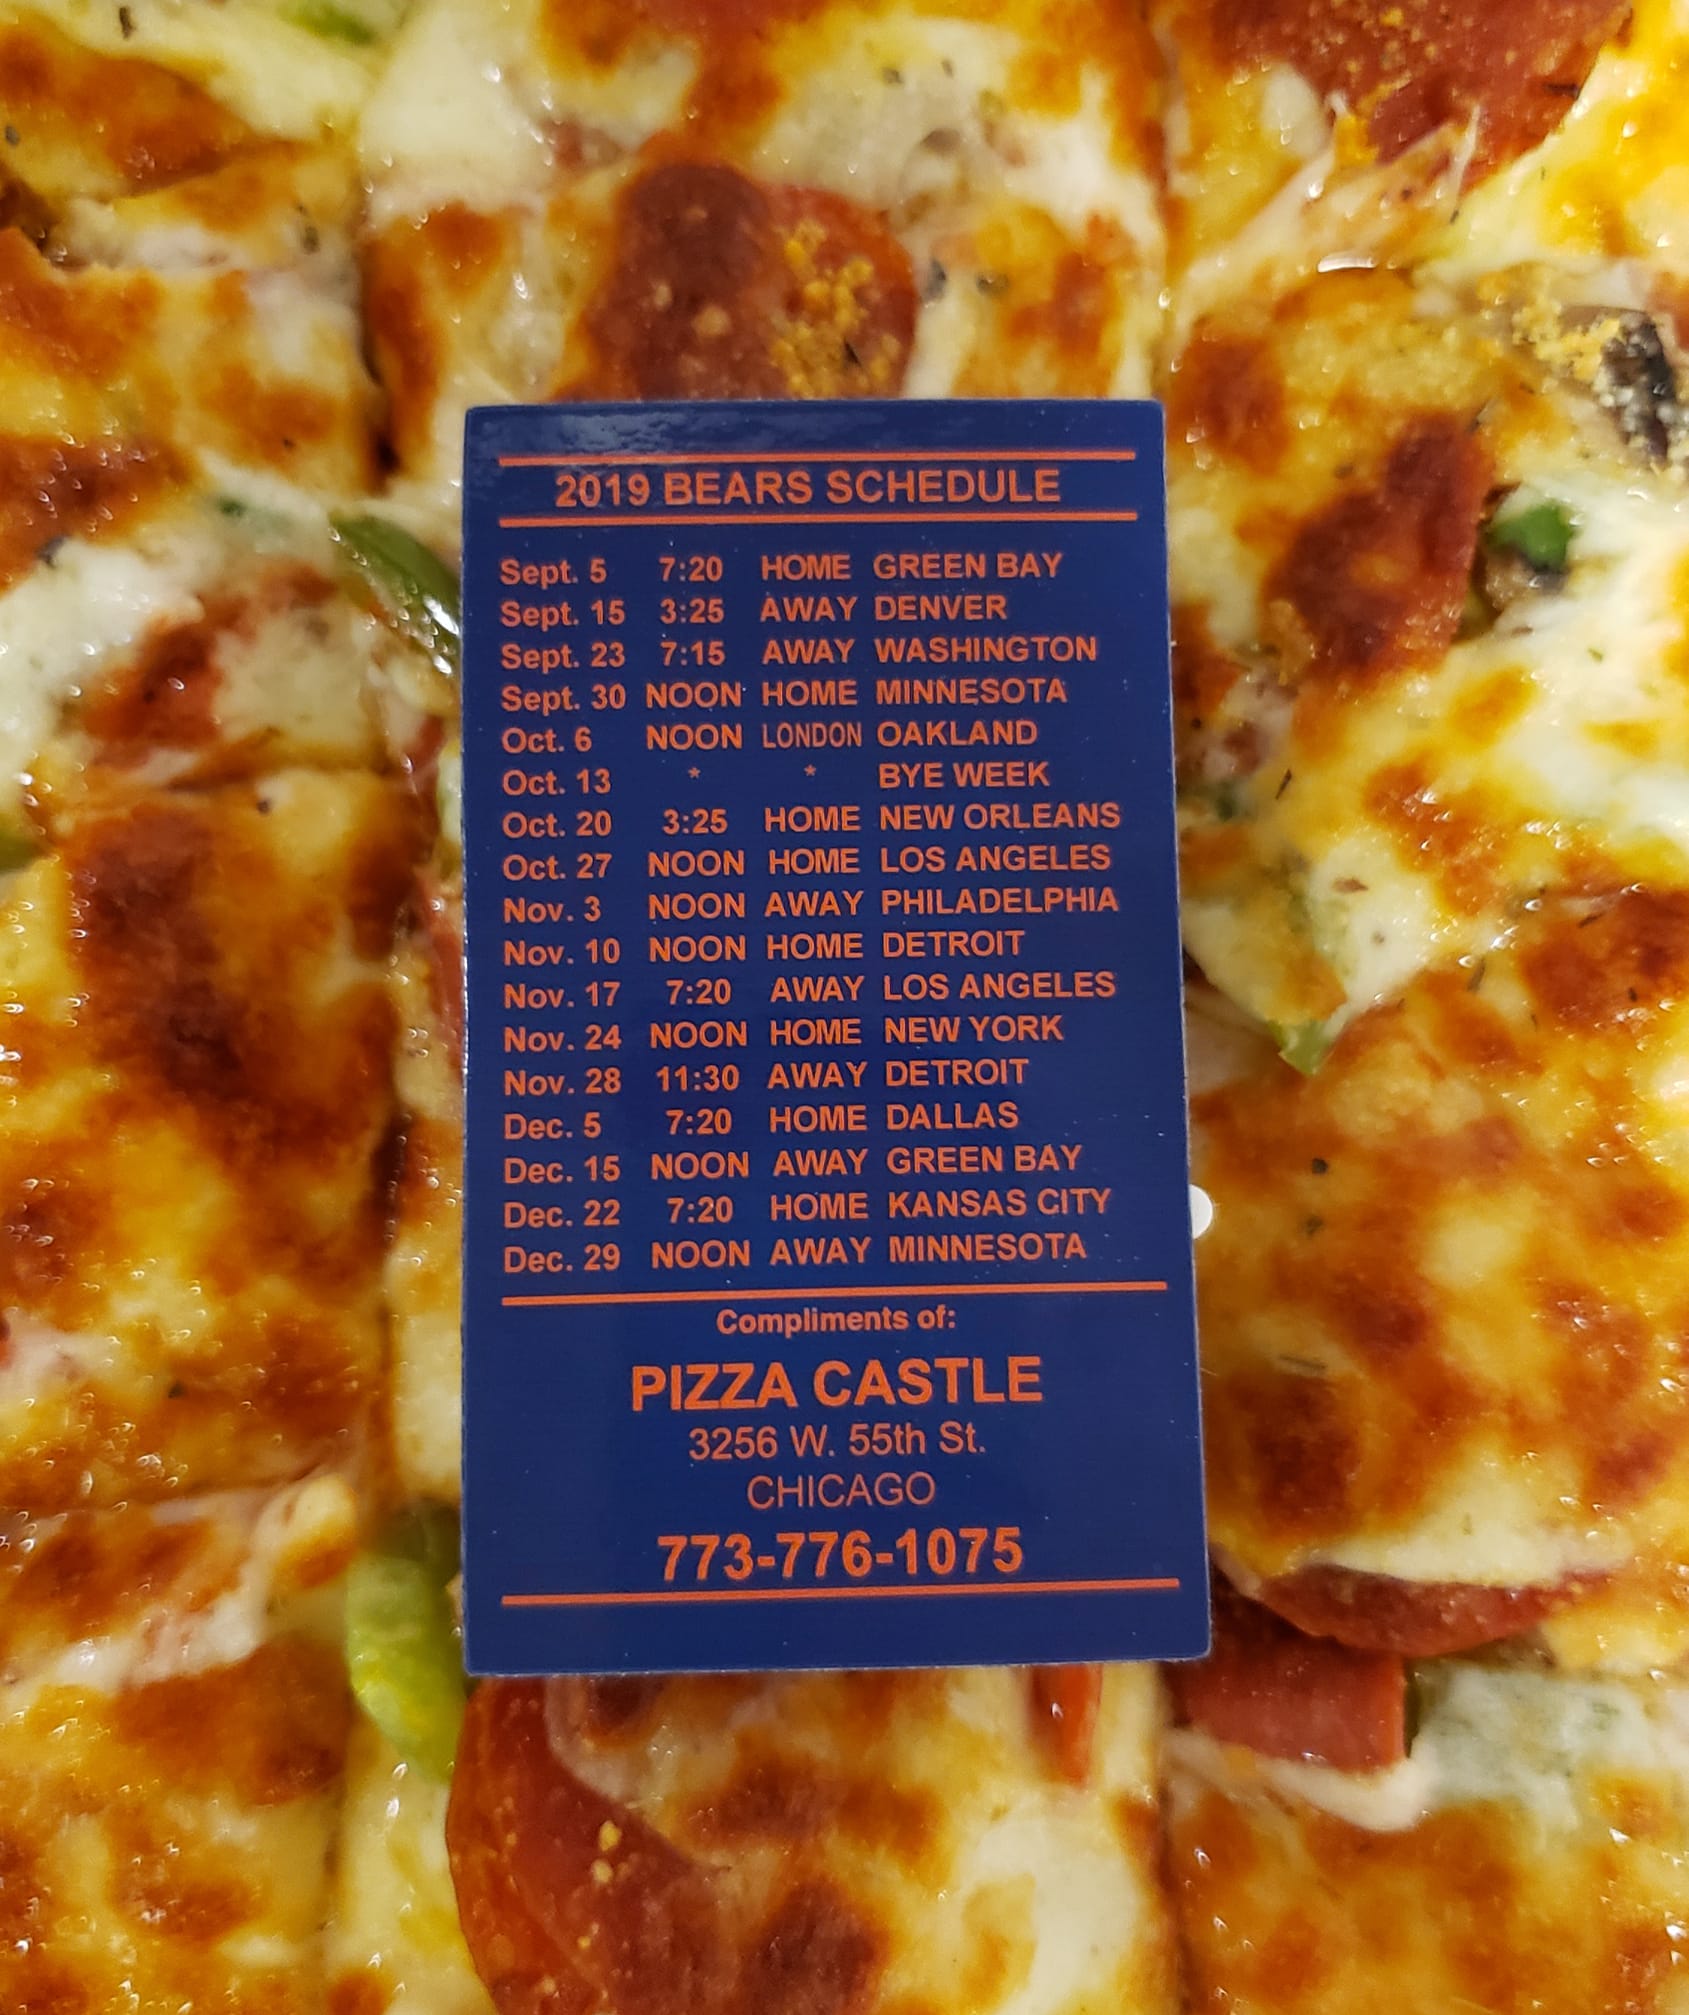 2019 BEARS SCHEDULE
Sept. 5 7:20 HOME GREEN BAY
Sept. 15 3:25 AWAY DENVER
Sept. 23 7:15 AWAY WASHINGTON
Sept. 30 NOON HOME MINNESOTA
Oct. 6 NOON LONDON OAKLAND
Oct. 13 * * BYE WEEK
Oct. 20 3:25 HOME NEW ORLEANS
Oct. 27 NOON HOME LOS ANGELES
Nov. 3 NOON AWAY PHILADELPHIA
Nov. 10 NOON HOME DETROIT
Nov. 17 7:20 AWAY LOS ANGELES
Nov. 24 NOON HOME NEW YORK
Nov. 28 11:30 AWAY DETROIT
Dec. 5 7:20 HOME DALLAS
Dec. 15 NOON AWAY GREEN BAY
Dec. 22 7:20 HOME KANSAS CITY
Dec. 29 NOON AWAY MINNESOTA
Compliments of:
PIZZA CASTLE
3256 W. 55th St.
CHICAGO
773-776-1075